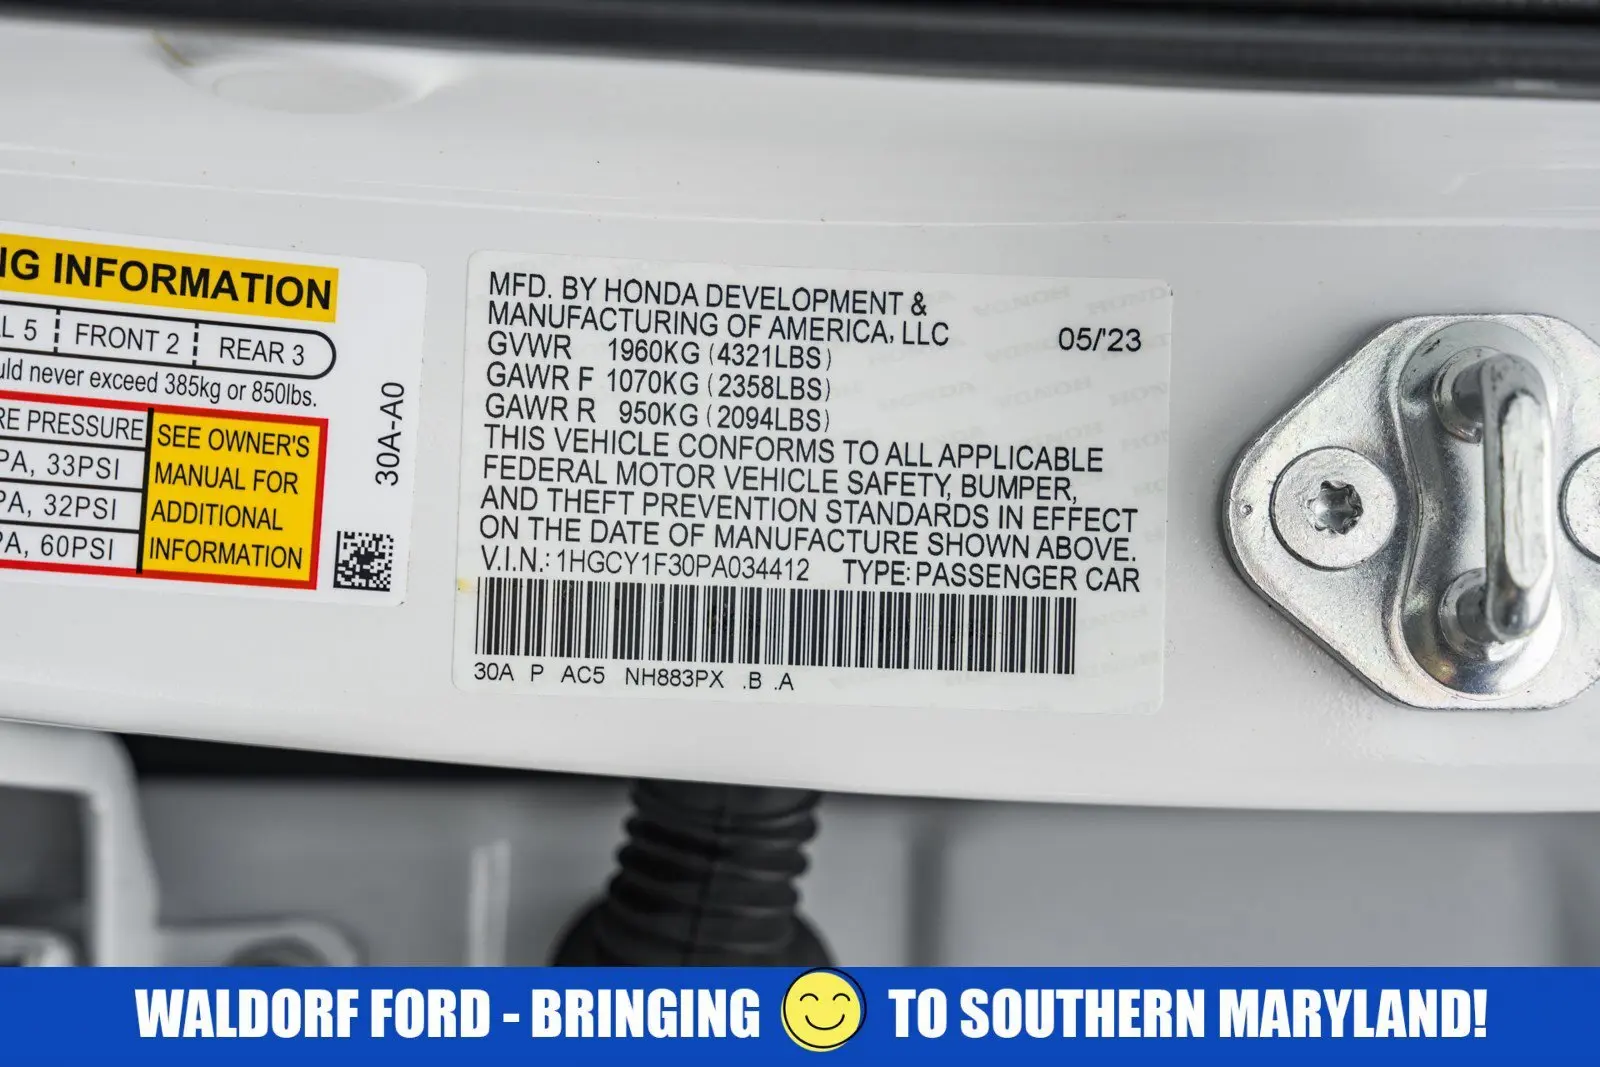 NG INFORMATION
L 5 FRONT 2 REAR 3
uld never exceed 385kg or 850lbs.
RE PRESSURE
PA, 33PSI
PA, 32PSI
PA, 60PSI
SEE OWNER'S
MANUAL FOR
ADDITIONAL
INFORMATION
30A-A0
MFD. BY HONDA DEVELOPMENT &
MANUFACTURING OF AMERICA, LLC 05/'23
GVWR 1960KG (4321LBS)
GAWR F 1070KG (2358LBS)
GAWR R 950KG (2094LBS)
THIS VEHICLE CONFORMS TO ALL APPLICABLE
FEDERAL MOTOR VEHICLE SAFETY, BUMPER,
AND THEFT PREVENTION STANDARDS IN EFFECT
ON THE DATE OF MANUFACTURE SHOWN ABOVE.
V.I.N.: 1HGCY1F30PA034412 TYPE: PASSENGER CAR
30A P AC5 NH883PX .B .A
WALDORF FORD - BRINGING TO SOUTHERN MARYLAND!